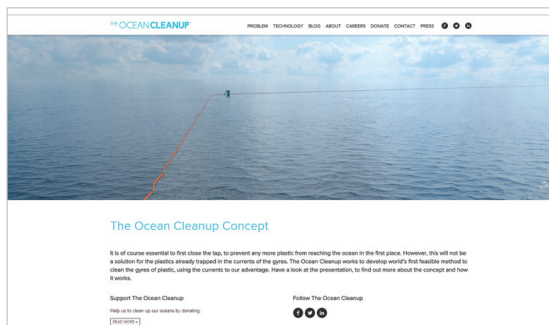 THE OCEANCLEANUP
PROBLEM TECHNOLOGY BLOG ABOUT CAREERS DONATE CONTACT PRESS
The Ocean Cleanup Concept
It is of course essential to first close the tap, to prevent any more plastic from reaching the ocean in the first place. However, this will not be
a solution for the plastics already trapped in the currents of the gyres. The Ocean Cleanup works to develop world's first feasible method to
clean the gyres of plastic, using the currents to our advantage. Have a look at the presentation, to find out more about the concept and how
it works.
Support The Ocean Cleanup
Follow The Ocean Cleanup
Help us to clean up our oceans by donating
READ MORE »